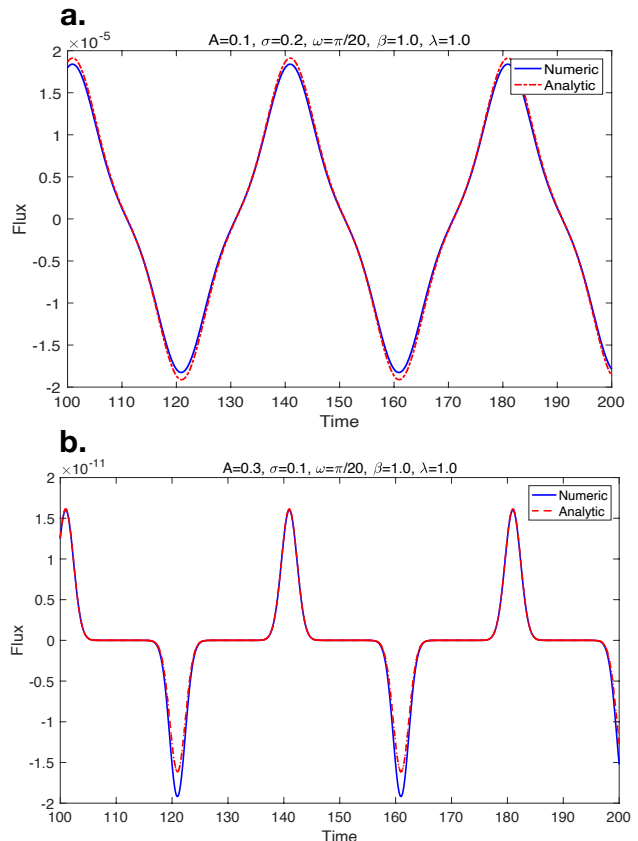 a.
×10⁻⁵
A=0.1, σ=0.2, ω=π/20, β=1.0, λ=1.0
2
1.5
1
0.5
0
-0.5
-1
-1.5
-2
Flux
Numeric
Analytic
100 110 120 130 140 150 160 170 180 190 200
Time
b.
×10⁻¹¹
A=0.3, σ=0.1, ω=π/20, β=1.0, λ=1.0
2
1.5
1
0.5
0
-0.5
-1
-1.5
-2
Flux
Numeric
Analytic
100 110 120 130 140 150 160 170 180 190 200
Time